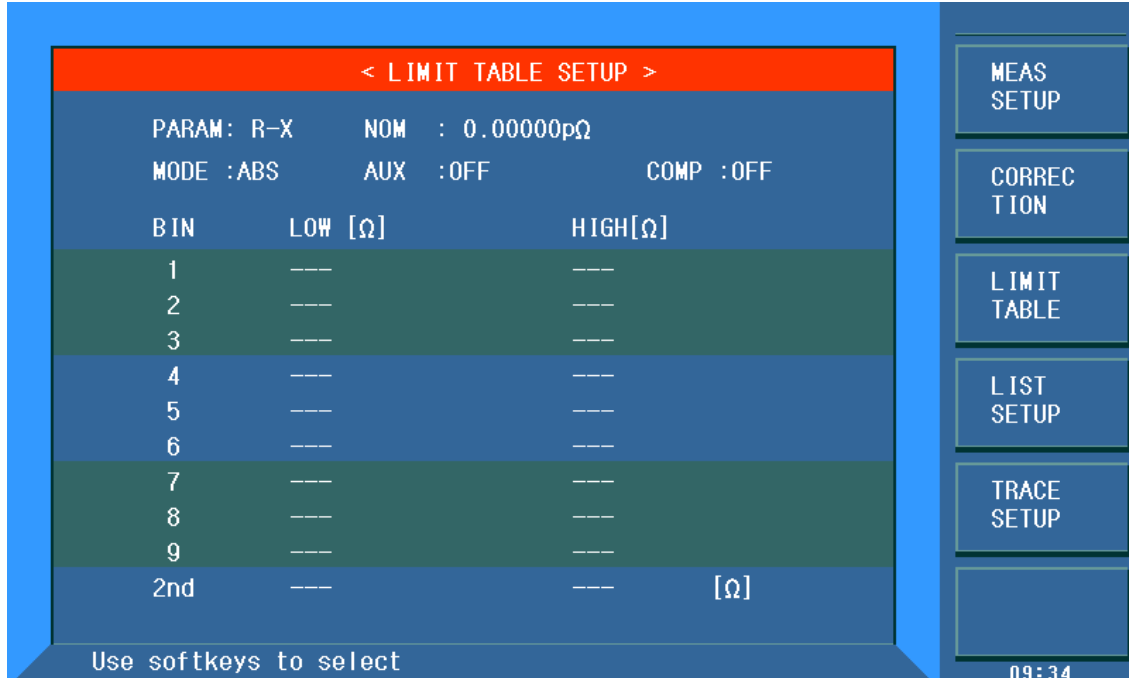 < LIMIT TABLE SETUP >
PARAM: R-X NOM : 0.00000pΩ
MODE :ABS AUX :OFF COMP :OFF
BIN LOW [Ω] HIGH[Ω]
1 --- ---
2 --- ---
3 --- ---
4 --- ---
5 --- ---
6 --- ---
7 --- ---
8 --- ---
9 --- ---
2nd --- --- [Ω]
Use softkeys to select
MEAS
SETUP
CORREC
TION
LIMIT
TABLE
LIST
SETUP
TRACE
SETUP
09:34